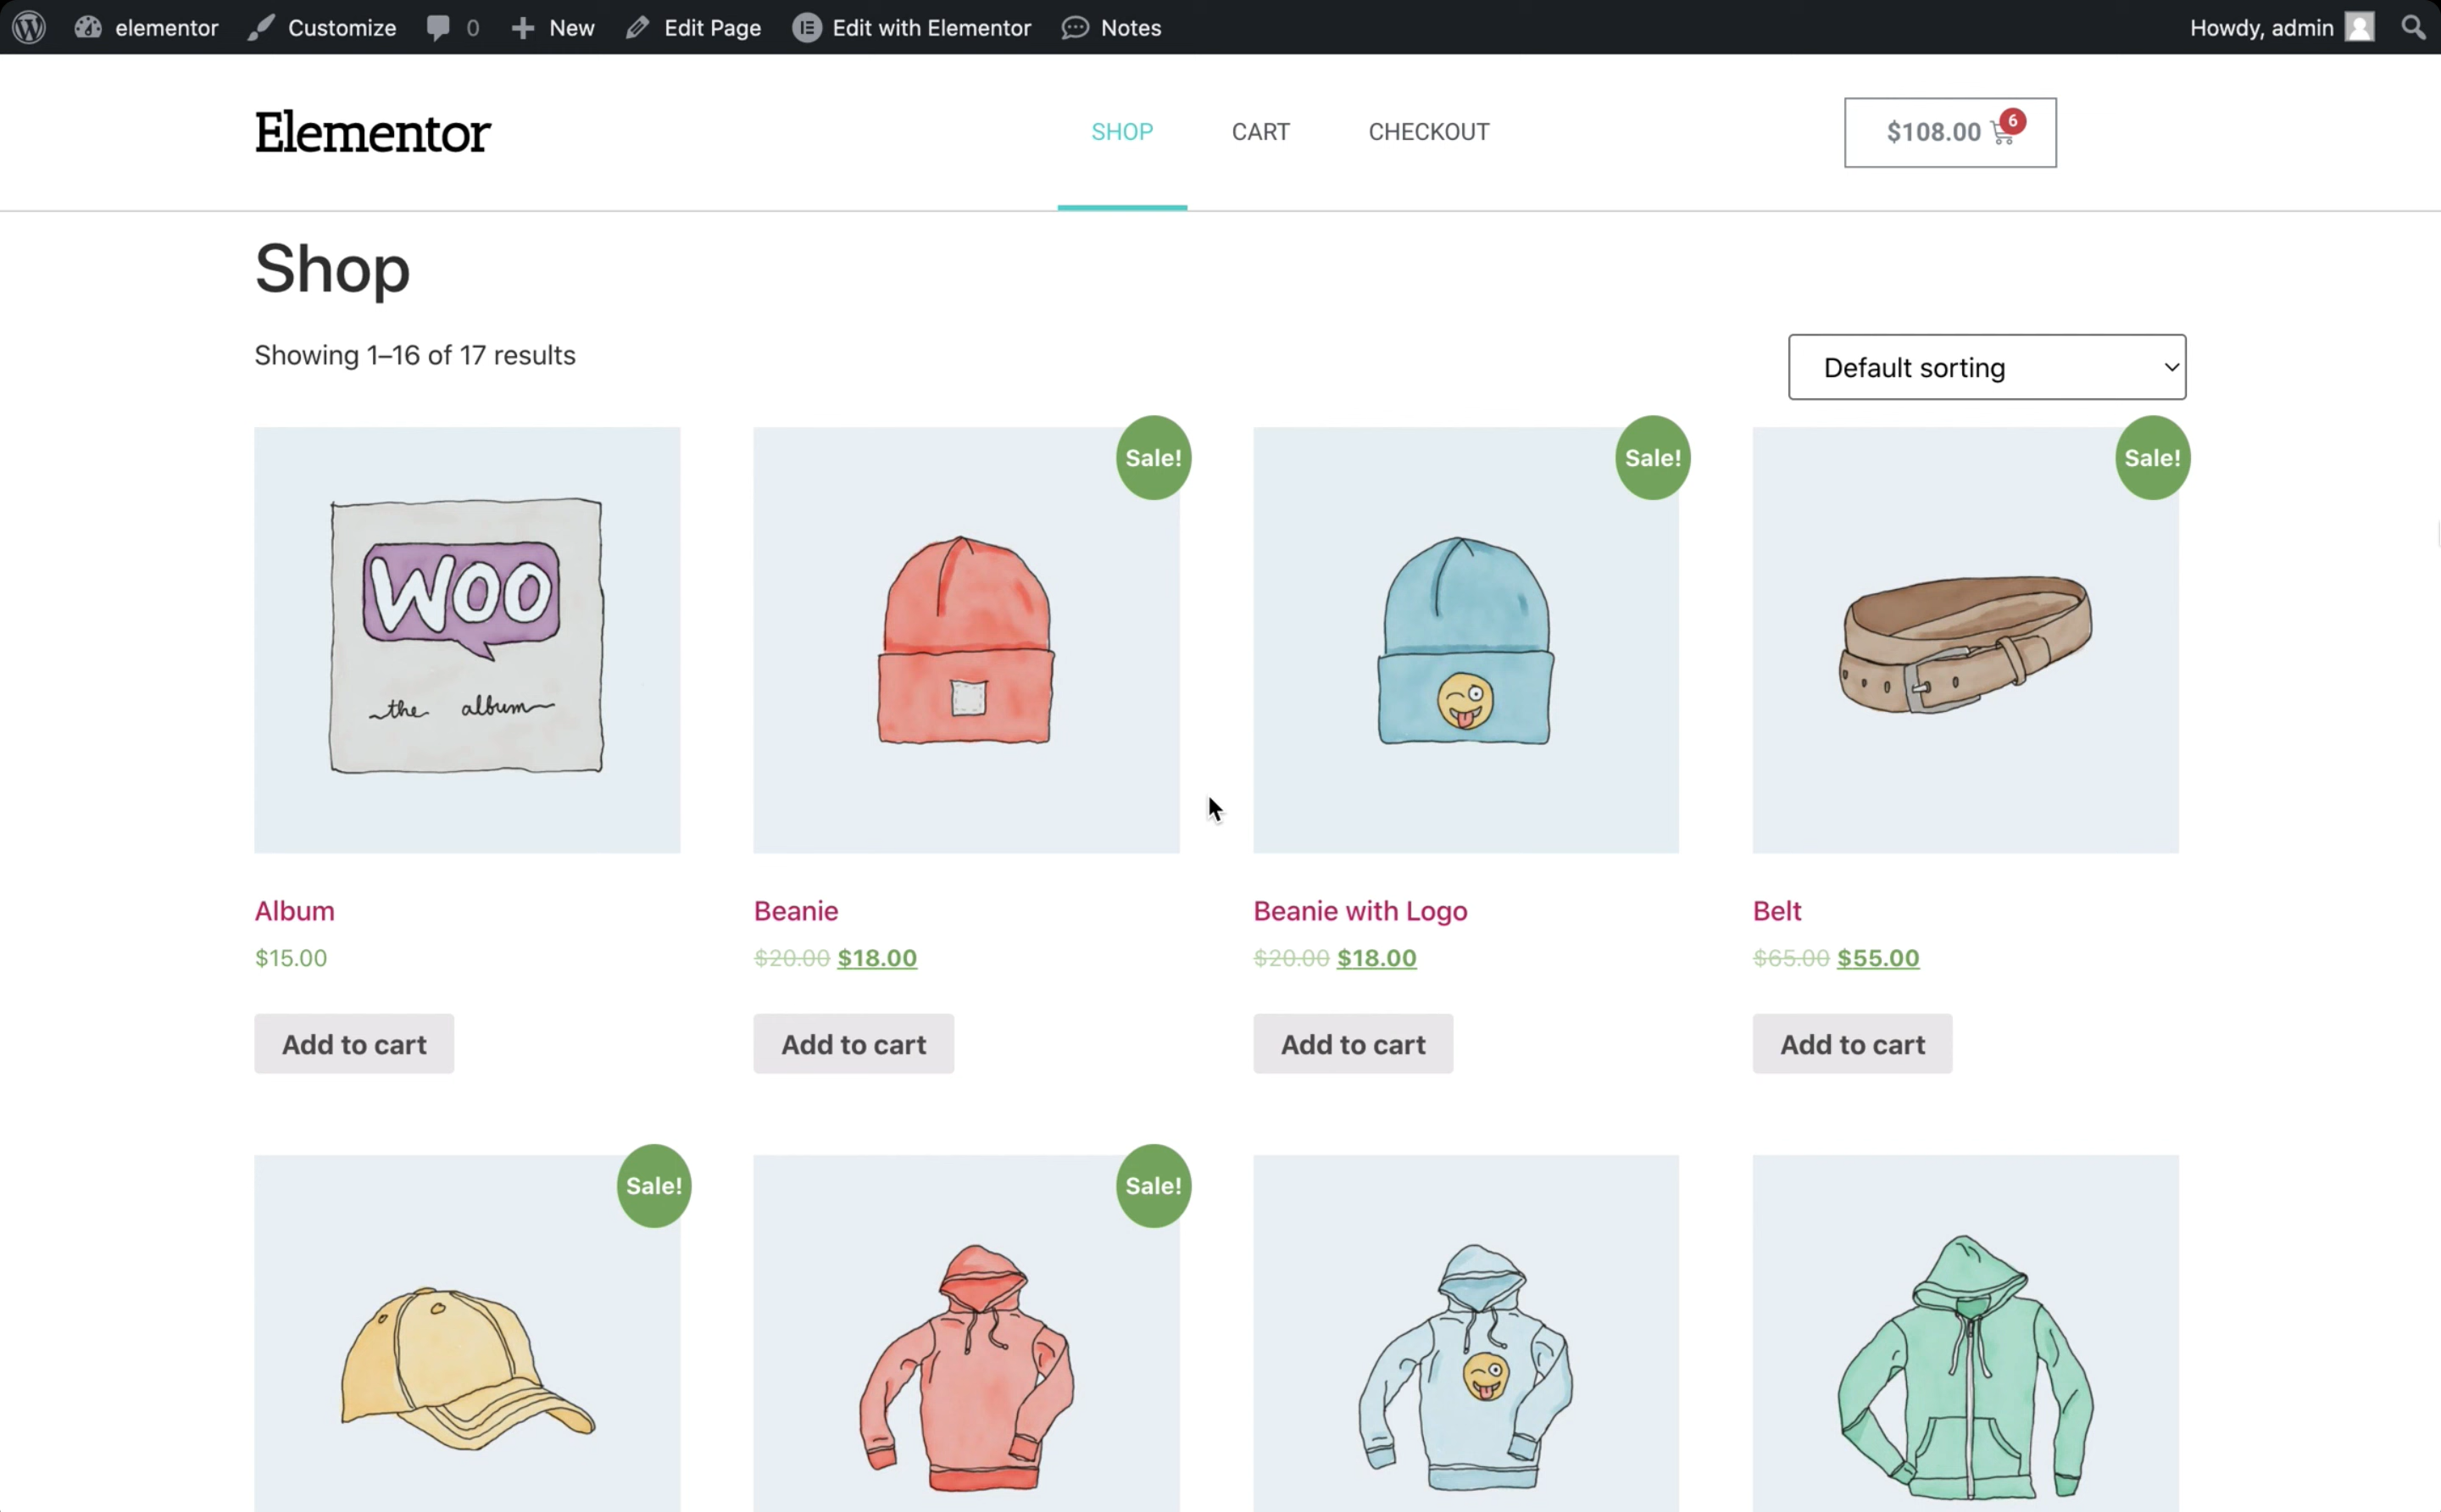 elementor Customize 0 New Edit Page Edit with Elementor Notes Howdy, admin
Elementor SHOP CART CHECKOUT $108.00 6
Shop
Showing 1–16 of 17 results Default sorting
Sale! Sale! Sale!
WOO
the album
Album Beanie Beanie with Logo Belt
$15.00 $20.00 $18.00 $20.00 $18.00 $65.00 $55.00
Add to cart Add to cart Add to cart Add to cart
Sale! Sale!